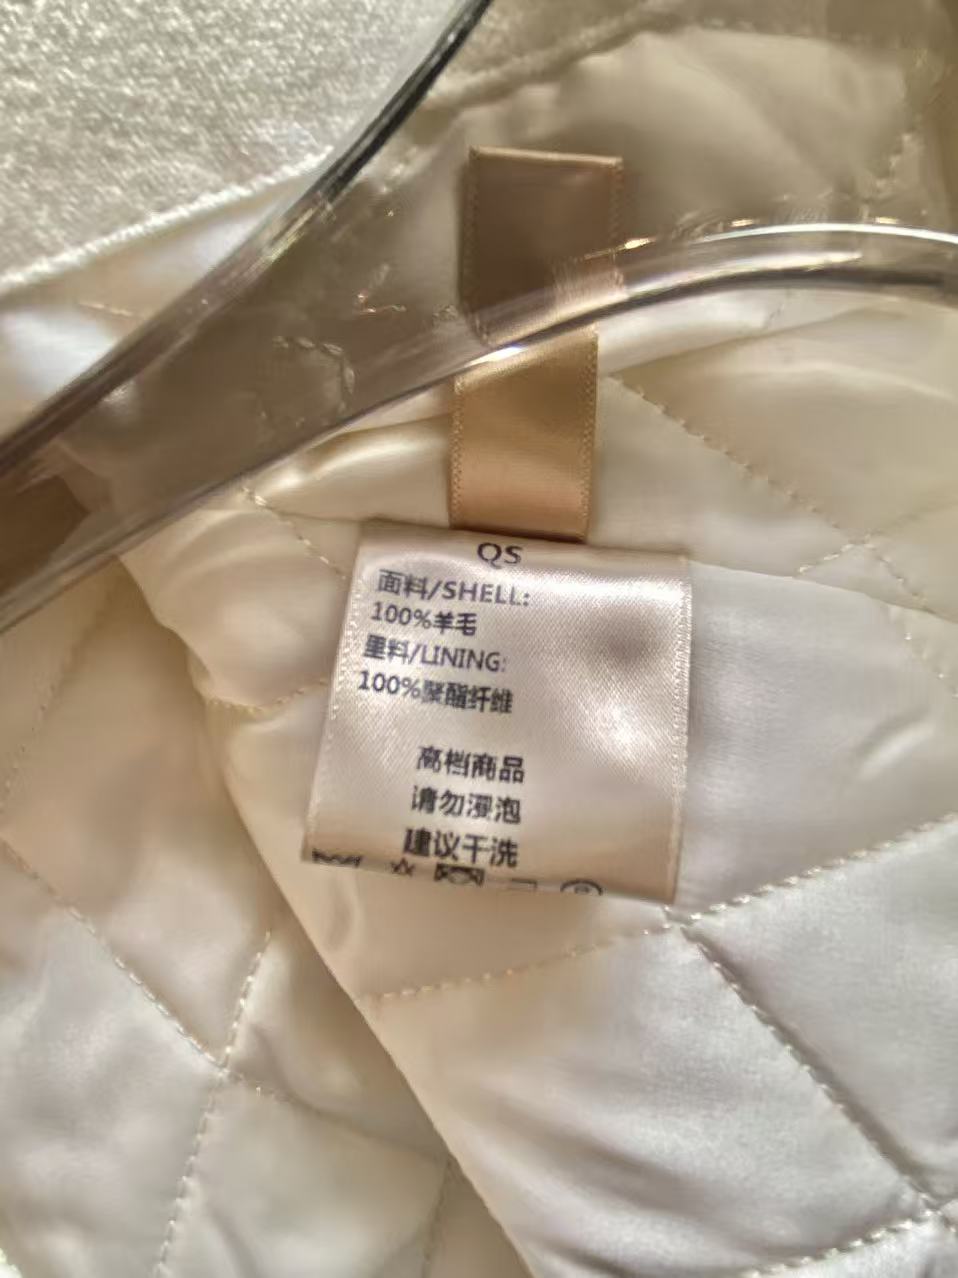 QS
面料/SHELL:
100%羊毛
里料/LINING:
100%聚酯纤维
高档商品
请勿浸泡
建议干洗